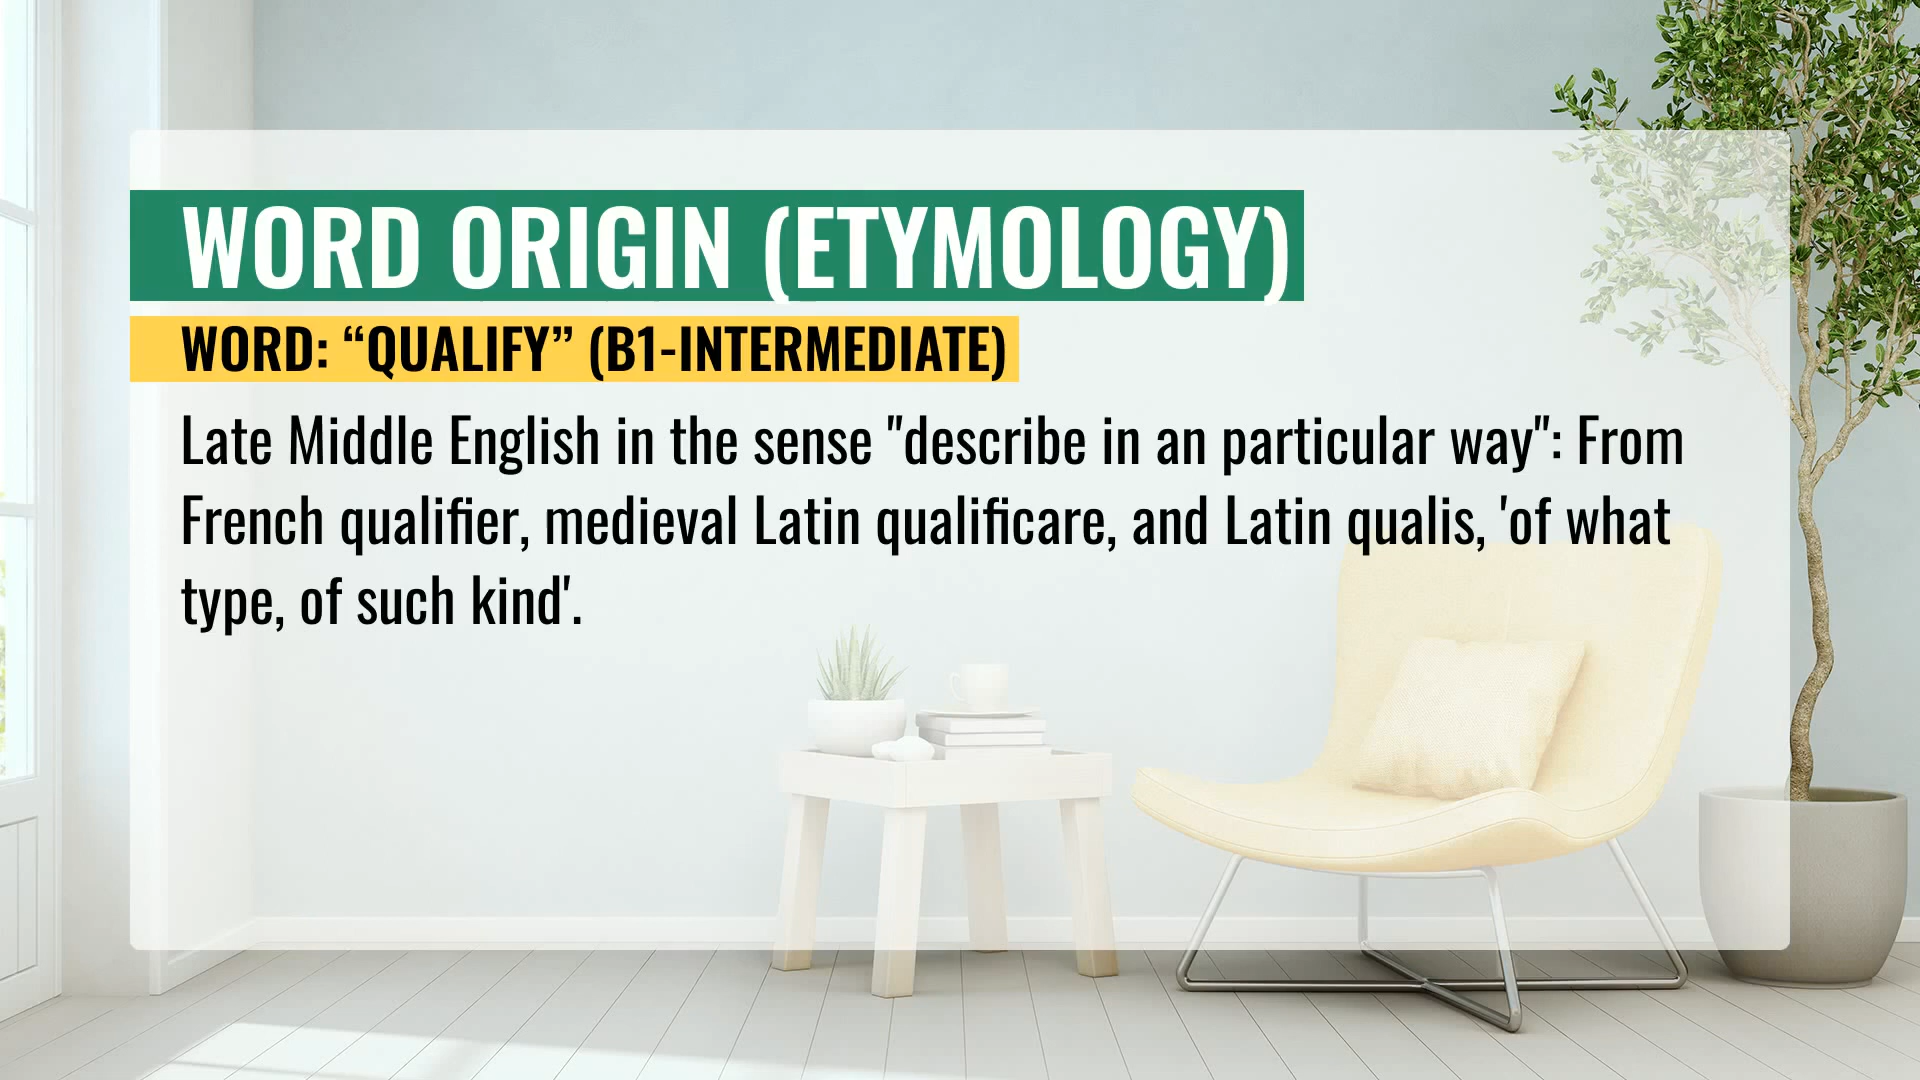 WORD ORIGIN (ETYMOLOGY)
WORD: “QUALIFY” (B1-INTERMEDIATE)
Late Middle English in the sense "describe in an particular way": From
French qualifier, medieval Latin qualificare, and Latin qualis, 'of what
type, of such kind'.